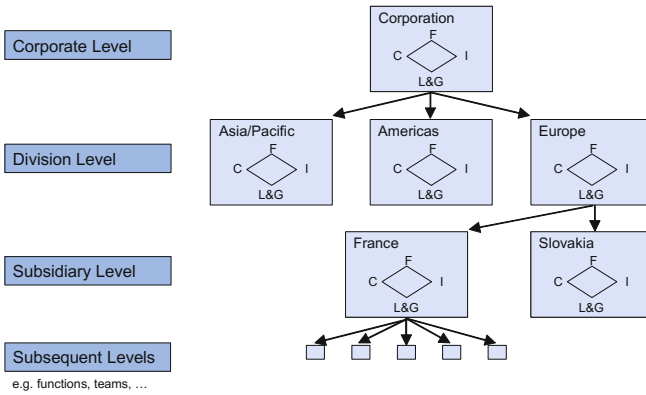 Corporate Level
Corporation
F
C I
L&G
Division Level
Asia/Pacific
F
C I
L&G
Americas
F
C I
L&G
Europe
F
C I
L&G
Subsidiary Level
France
F
C I
L&G
Slovakia
F
C I
L&G
Subsequent Levels
e.g. functions, teams, ...